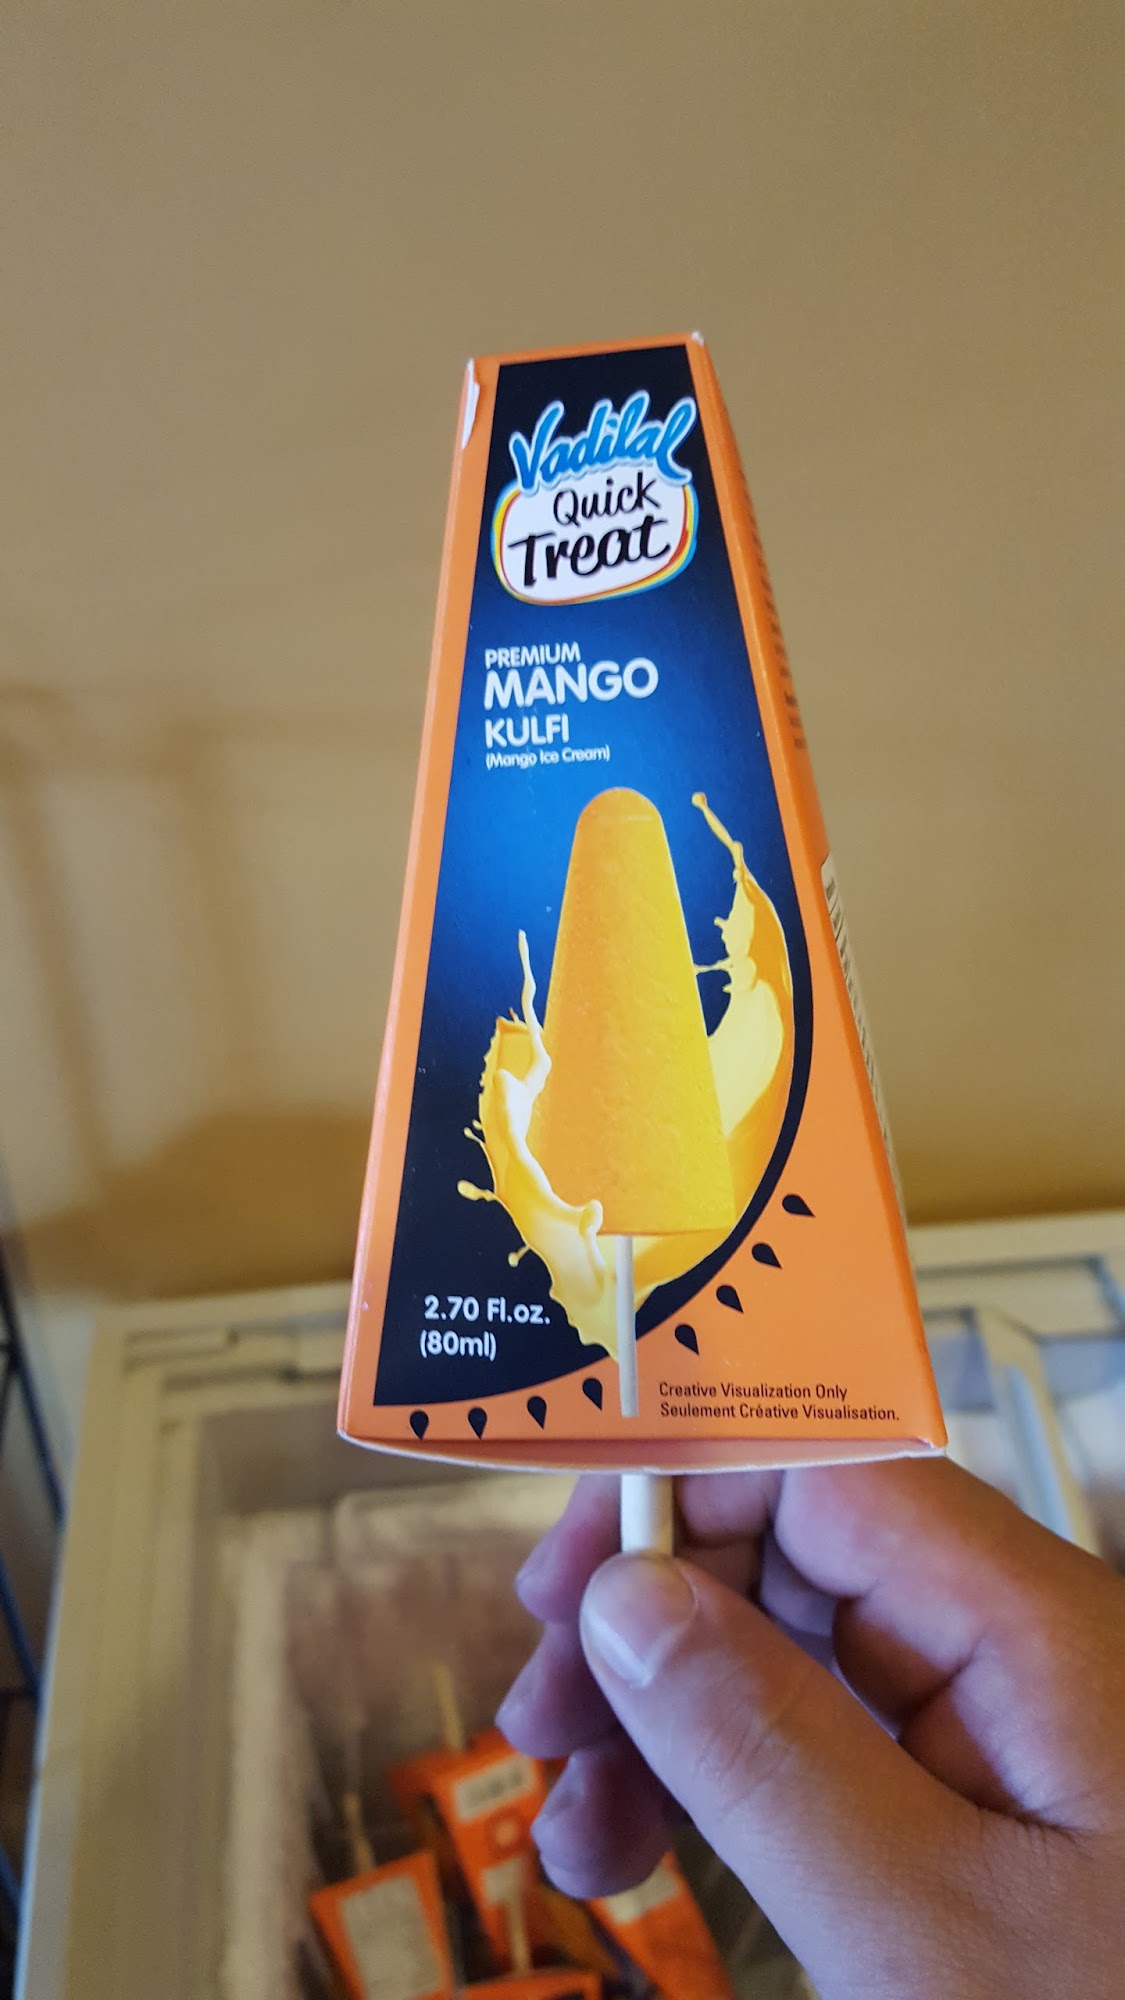 Vadilal
Quick
Treat
PREMIUM
MANGO
KULFI
(Mango Ice Cream)
2.70 Fl.oz.
(80ml)
Creative Visualization Only
Seulement Créative Visualisation.